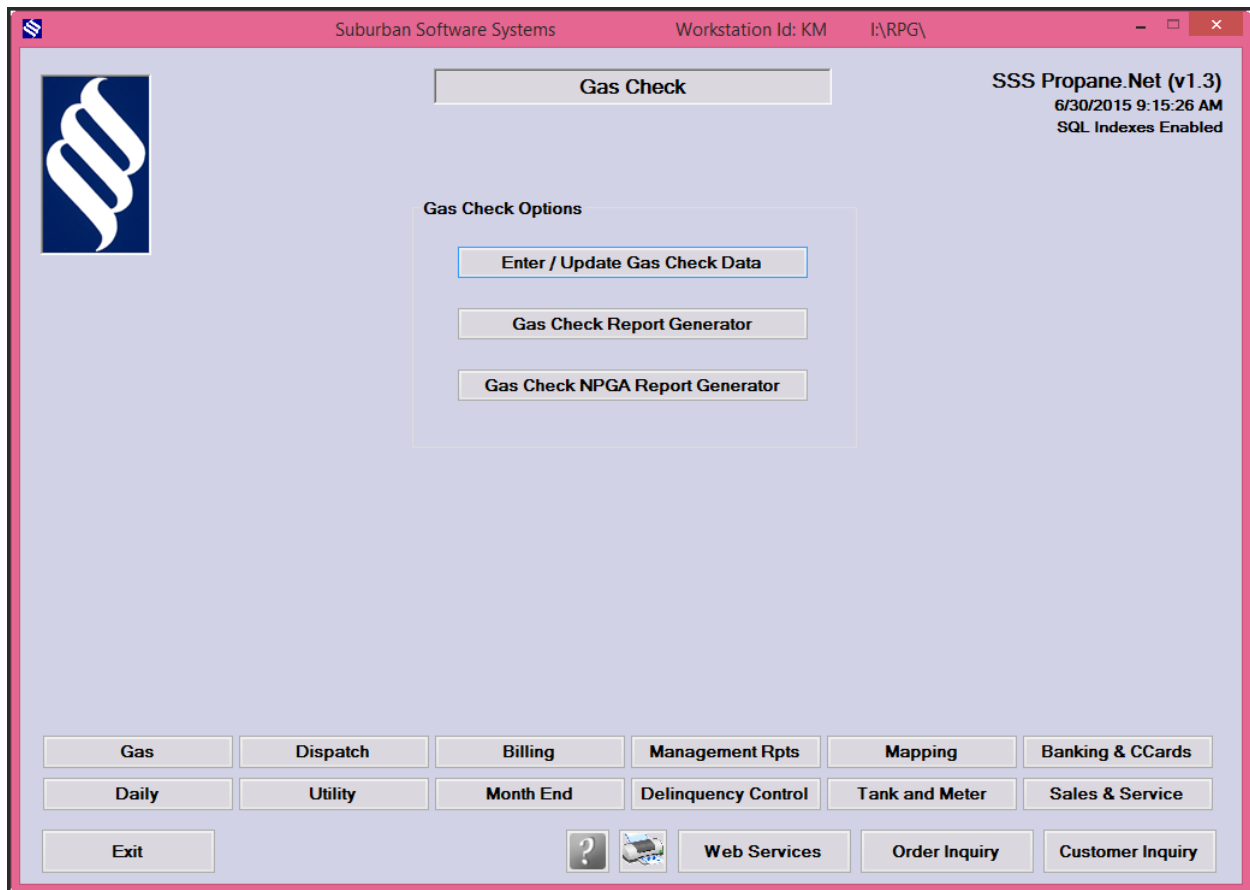 Suburban Software Systems Workstation Id: KM I:\RPG\
Gas Check
SSS Propane.Net (v1.3)
6/30/2015 9:15:26 AM
SQL Indexes Enabled
Gas Check Options
Enter / Update Gas Check Data
Gas Check Report Generator
Gas Check NPGA Report Generator
Gas Dispatch Billing Management Rpts Mapping Banking & CCards
Daily Utility Month End Delinquency Control Tank and Meter Sales & Service
Exit ? Web Services Order Inquiry Customer Inquiry